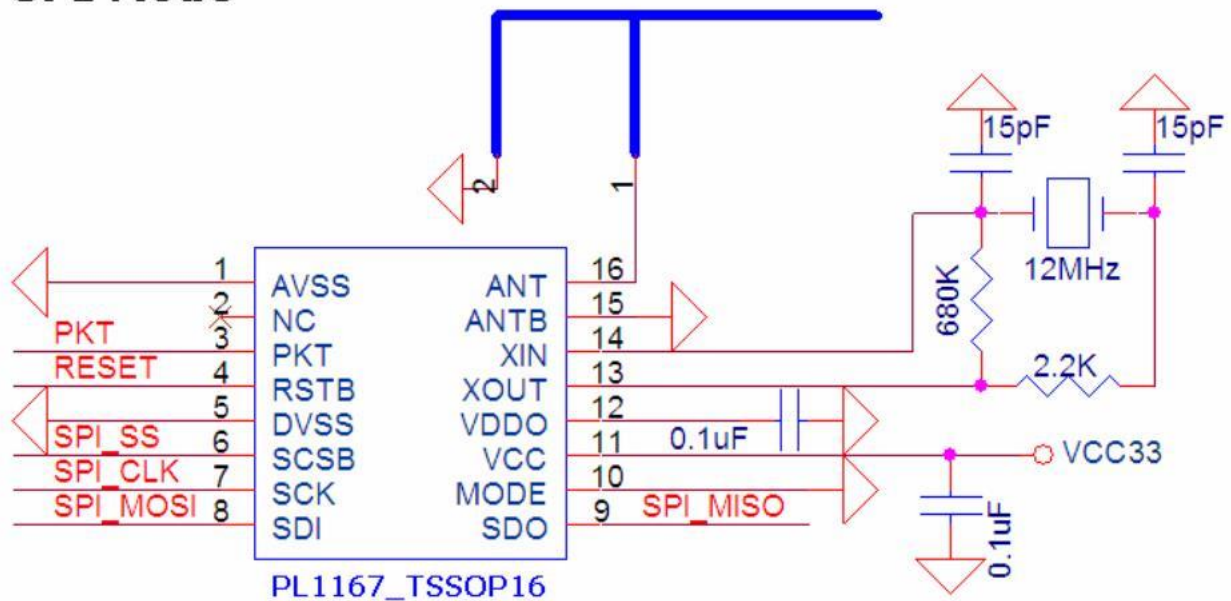 2
1
15pF
15pF
12MHz
680K
2.2K
1
AVSS
ANT
16
2
NC
ANTB
15
PKT
3
PKT
XIN
14
RESET
4
RSTB
XOUT
13
5
DVSS
VDDO
12
0.1uF
SPI_SS
6
SCSB
VCC
11
VCC33
SPI_CLK
7
SCK
MODE
10
SPI_MOSI
8
SDI
SDO
9
SPI_MISO
0.1uF
PL1167_TSSOP16